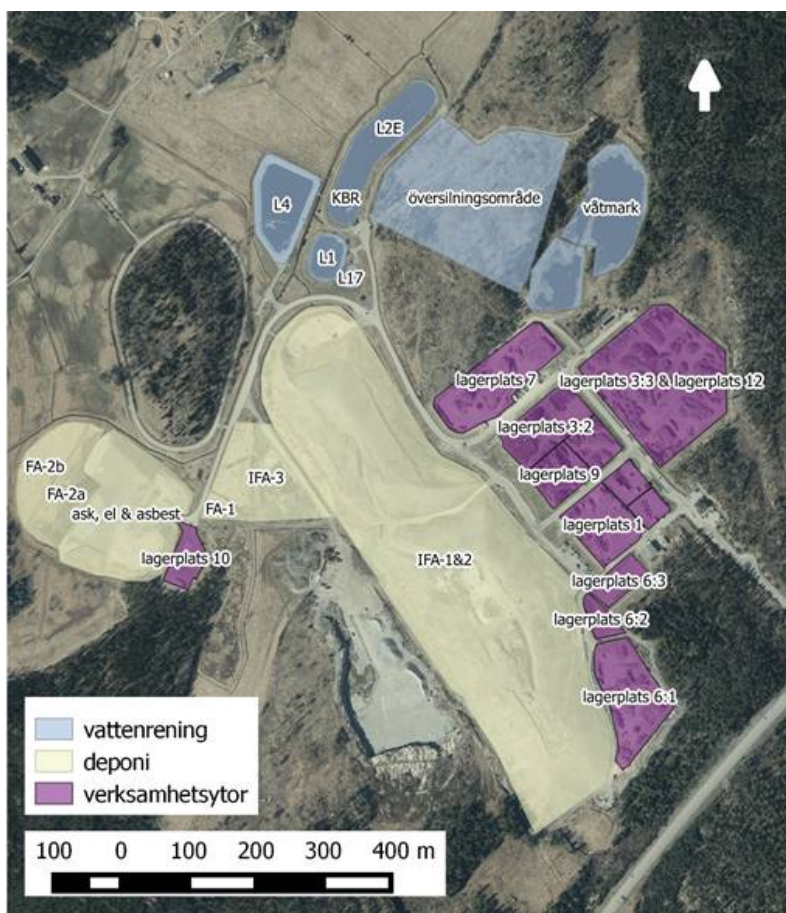 L2E
KBR
L4
översilningsområde
våtmark
L1
L17
lagerplats 7
lagerplats 3:3 & lagerplats 12
lagerplats 3:2
lagerplats 9
lagerplats 1
IFA-3
FA-2b
FA-2a
FA-1
ask, el & asbest
lagerplats 10
IFA-1&2
lagerplats 6:3
lagerplats 6:2
lagerplats 6:1
vattenrening
deponi
verksamhetsytor
100 0 100 200 300 400 m